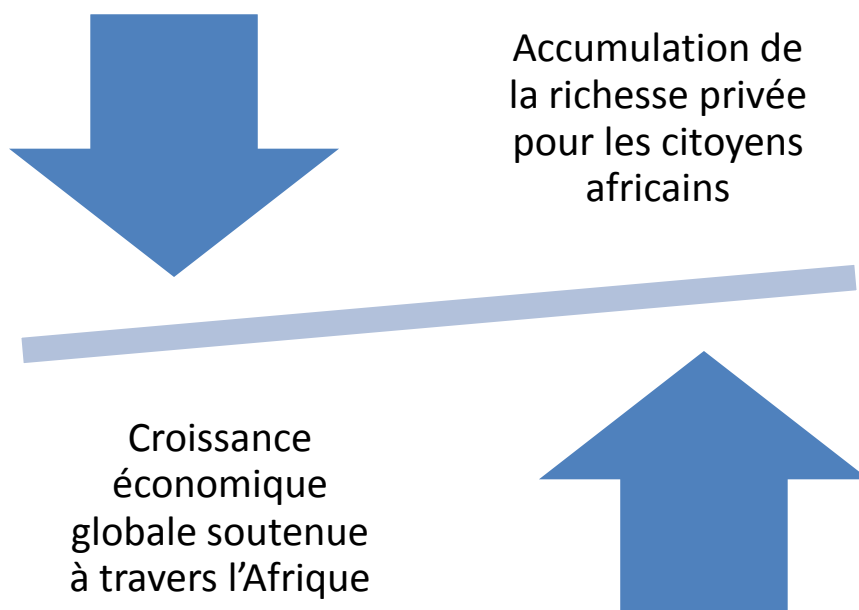 Accumulation de
la richesse privée
pour les citoyens
africains
Croissance
économique
globale soutenue
à travers l’Afrique